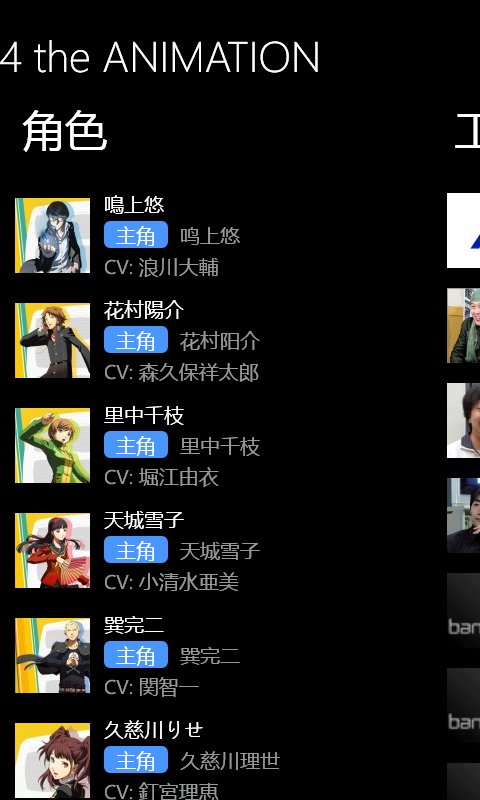 4 the ANIMATION
角色
鳴上悠
主角 鸣上悠
CV: 浪川大輔
花村陽介
主角 花村阳介
CV: 森久保祥太郎
里中千枝
主角 里中千枝
CV: 堀江由衣
天城雪子
主角 天城雪子
CV: 小清水亜美
巽完二
主角 巽完二
CV: 関智一
久慈川りせ
主角 久慈川理世
CV: 釘宮理恵
ban
ban